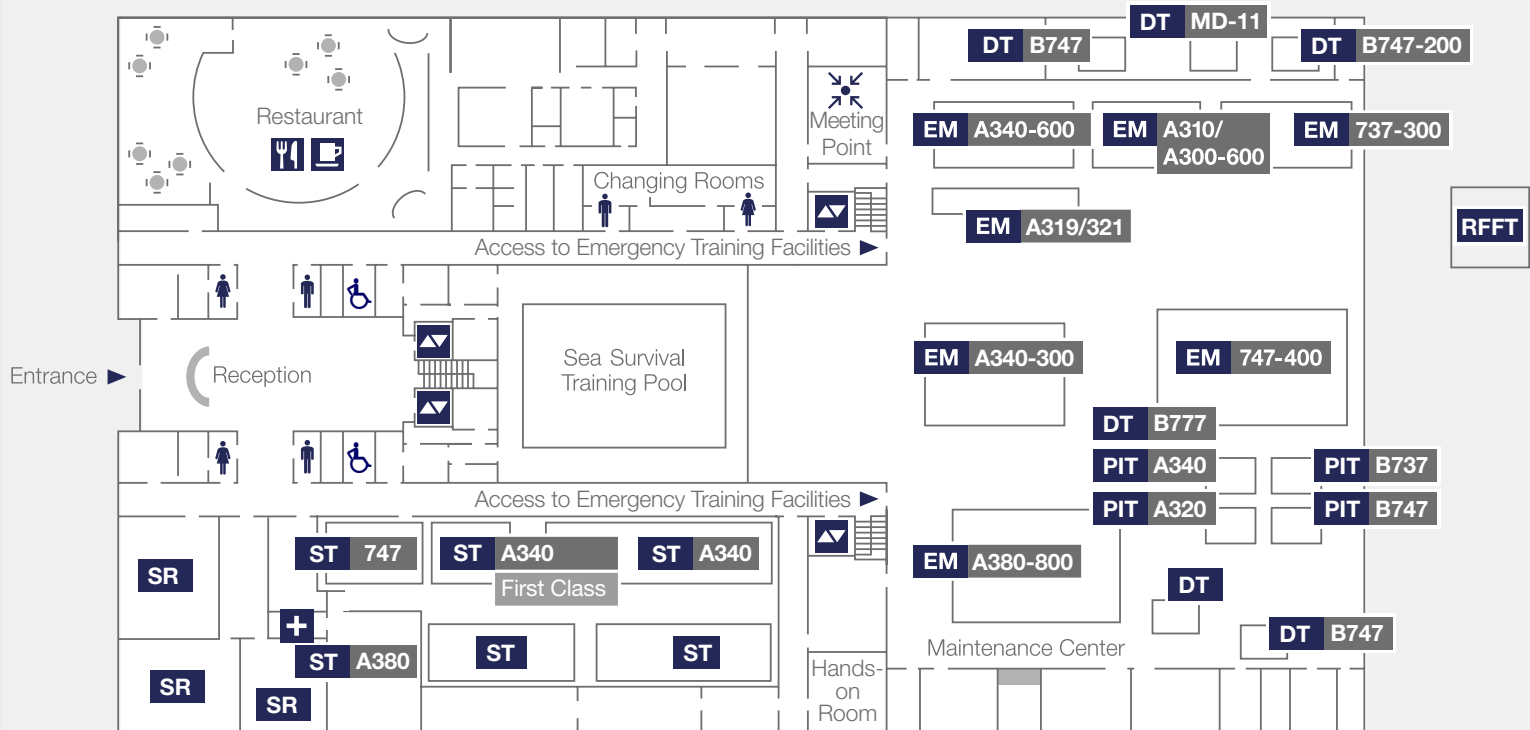 DT MD-11
DT B747
DT B747-200
Restaurant
Meeting
Point
EM A340-600
EM A310/
A300-600
EM 737-300
Changing Rooms
EM A319/321
RFFT
Access to Emergency Training Facilities
Entrance
Reception
Sea Survival
Training Pool
EM A340-300
EM 747-400
DT B777
PIT A340
PIT B737
Access to Emergency Training Facilities
PIT A320
PIT B747
ST 747
ST A340
First Class
ST A340
EM A380-800
SR
DT
DT B747
Maintenance Center
ST A380
ST
ST
SR
SR
Hands-
on
Room